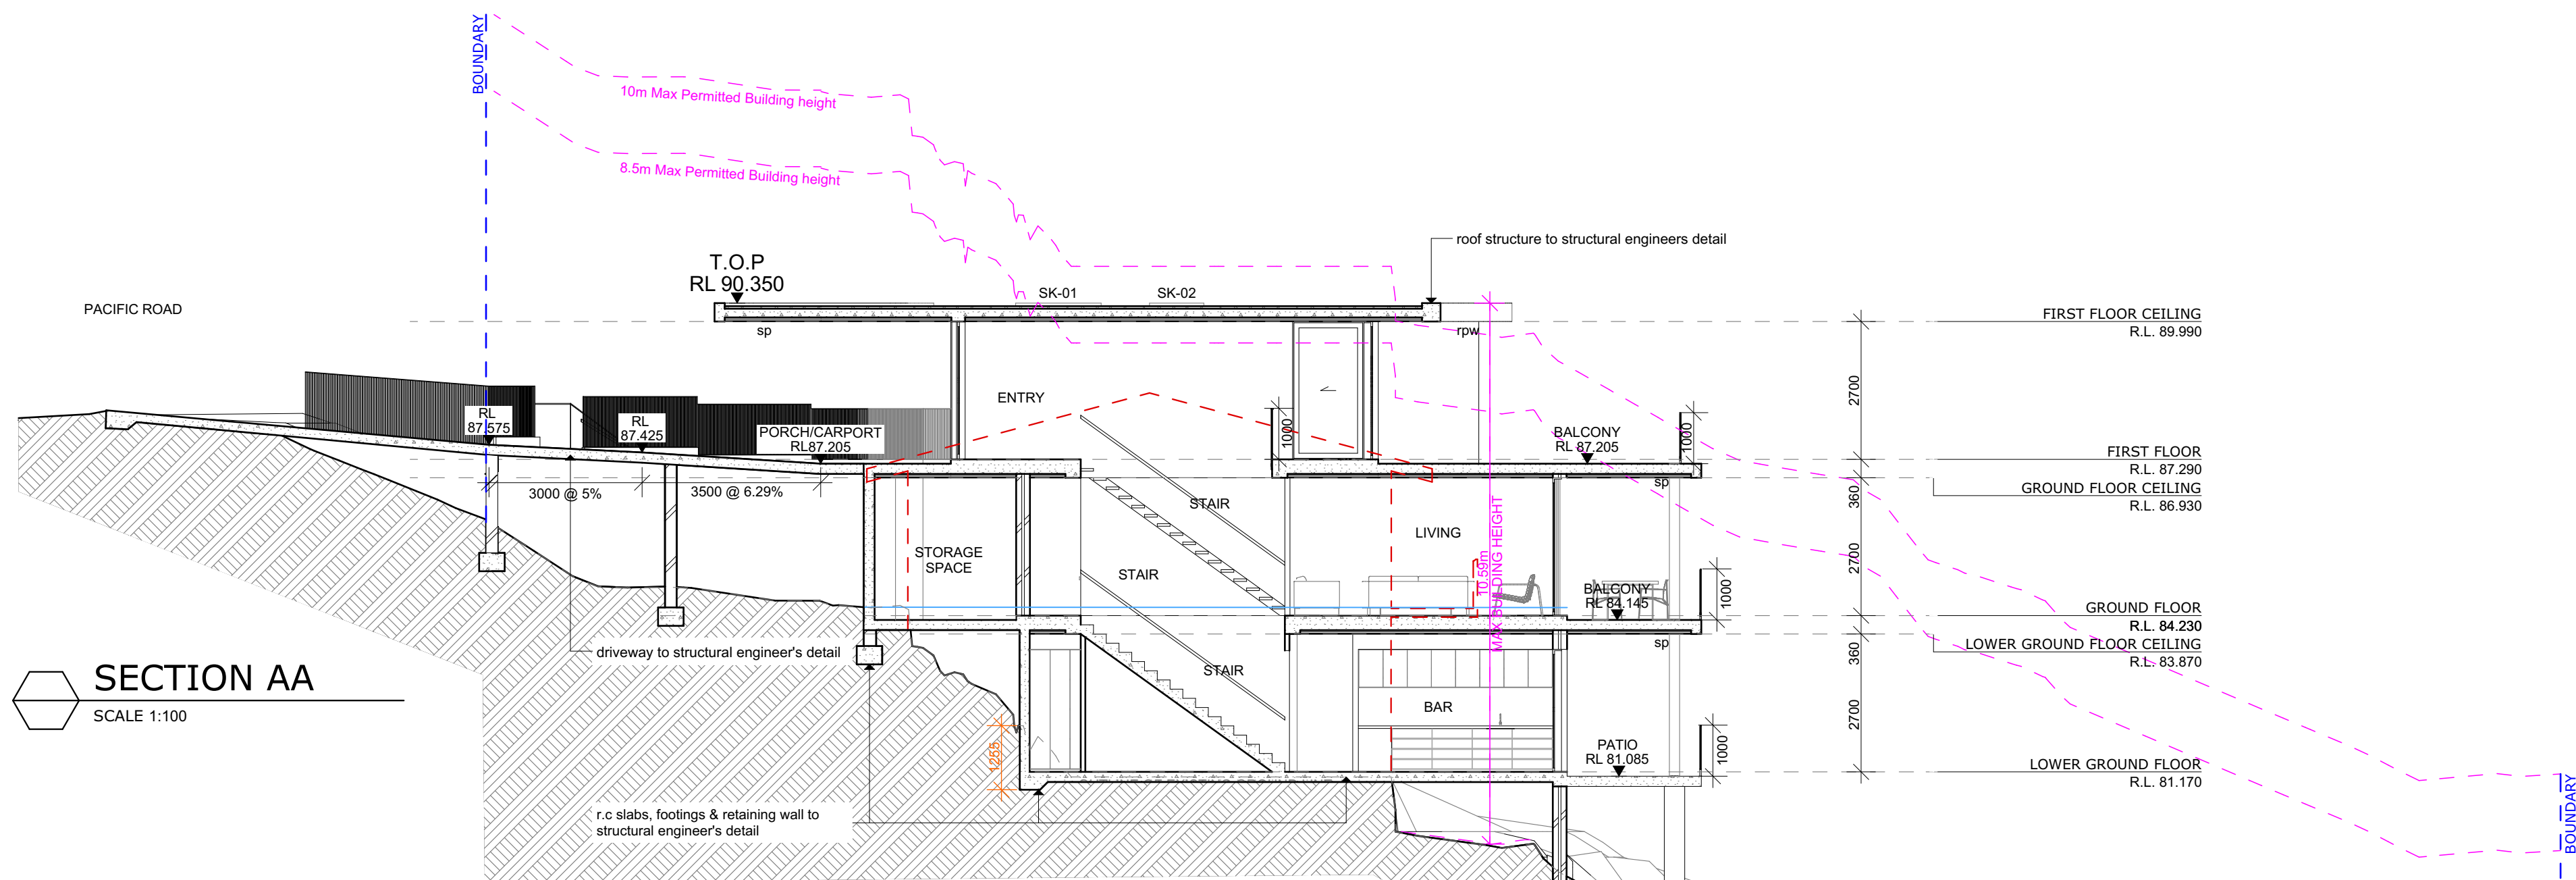 BOUNDARY
10m Max Permitted Building height
8.5m Max Permitted Building height
roof structure to structural engineers detail
T.O.P
RL 90.350
SK-01
SK-02
PACIFIC ROAD
sp
rpw
FIRST FLOOR CEILING
R.L. 89.990
2700
ENTRY
RL
87.575
RL
87.425
PORCH/CARPORT
RL87.205
1000
BALCONY
RL 87.205
1000
FIRST FLOOR
R.L. 87.290
3000 @ 5%
3500 @ 6.29%
sp
360
GROUND FLOOR CEILING
R.L. 86.930
STAIR
LIVING
10.59m
MAX BUILDING HEIGHT
STORAGE
SPACE
STAIR
2700
BALCONY
RL 84.145
1000
GROUND FLOOR
R.L. 84.230
driveway to structural engineer's detail
sp
360
LOWER GROUND FLOOR CEILING
R.L. 83.870
STAIR
SECTION AA
SCALE 1:100
BAR
2700
1255
PATIO
RL 81.085
1000
LOWER GROUND FLOOR
R.L. 81.170
r.c slabs, footings & retaining wall to
structural engineer's detail
BOUNDARY